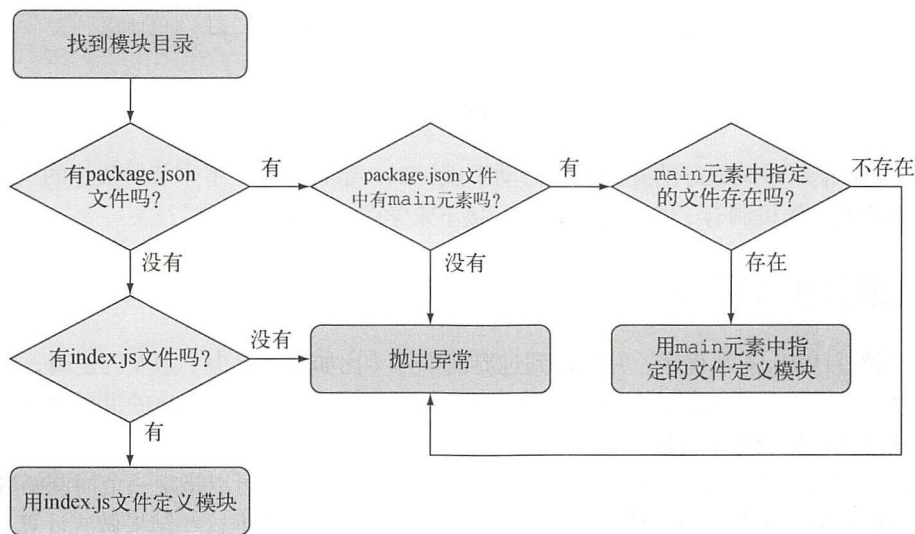 找到模块目录
有package.json
文件吗?
有
package.json文件
中有main元素吗?
有
main元素中指定
的文件存在吗?
不存在
没有
没有
存在
有index.js文件吗?
没有
抛出异常
用main元素中指
定的文件定义模块
有
用index.js文件定义模块